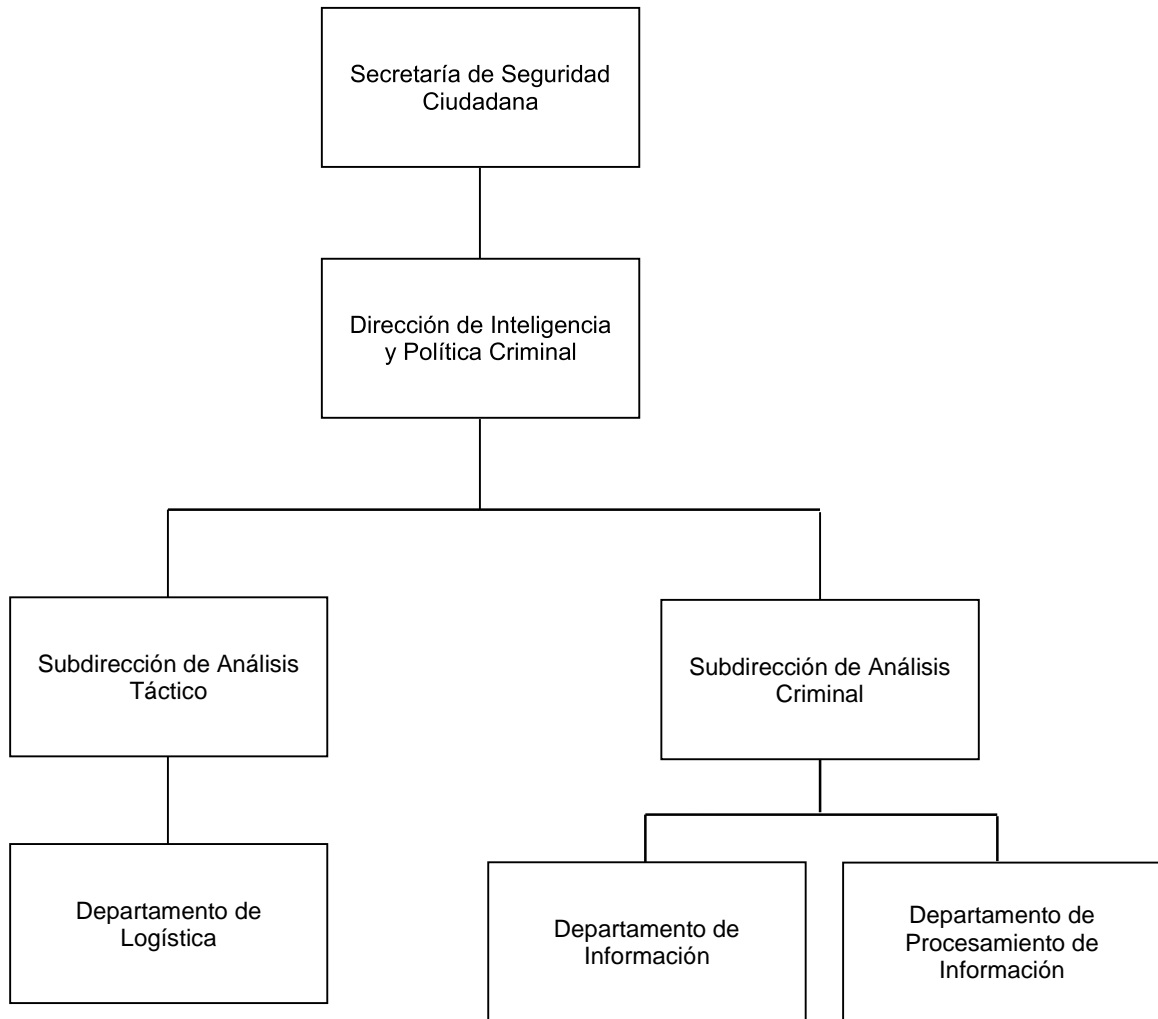 Secretaría de Seguridad
Ciudadana
Dirección de Inteligencia
y Política Criminal
Subdirección de Análisis
Táctico
Subdirección de Análisis
Criminal
Departamento de
Logística
Departamento de
Información
Departamento de
Procesamiento de
Información